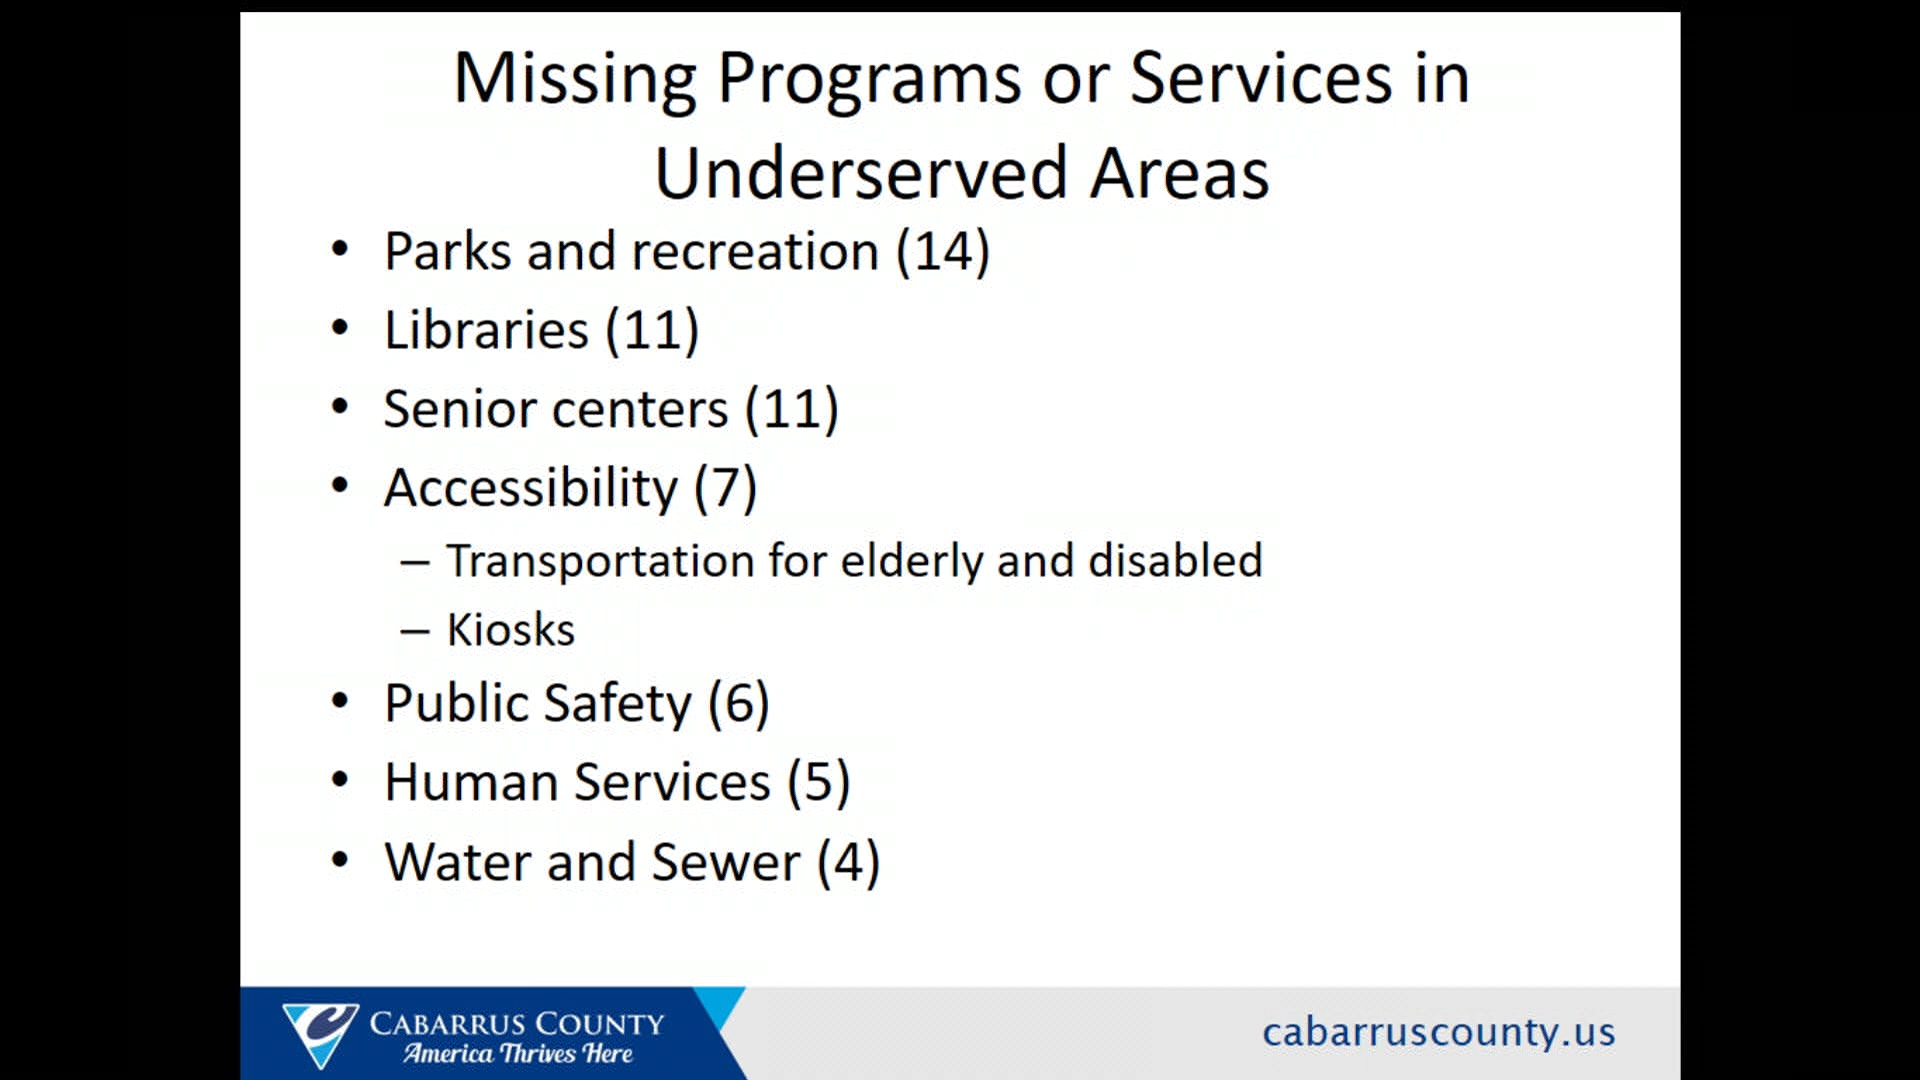 Missing Programs or Services in
Underserved Areas
• Parks and recreation (14)
• Libraries (11)
• Senior centers (11)
• Accessibility (7)
– Transportation for elderly and disabled
– Kiosks
• Public Safety (6)
• Human Services (5)
• Water and Sewer (4)
CABARRUS COUNTY
America Thrives Here
cabarruscounty.us